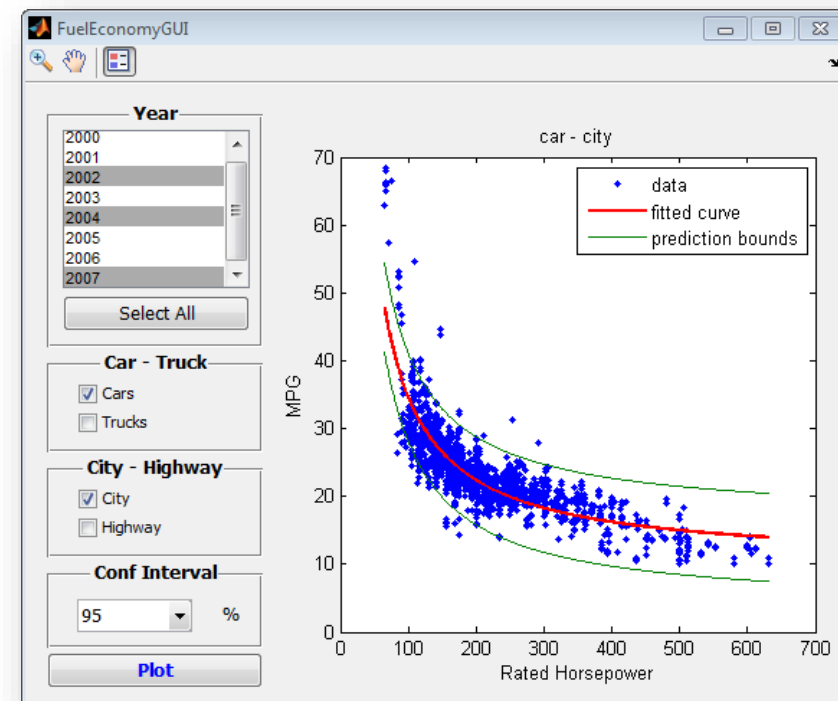 FuelEconomyGUI
Year
2000
2001
2002
2003
2004
2005
2006
2007
Select All
Car - Truck
Cars
Trucks
City - Highway
City
Highway
Conf Interval
95 %
Plot
car - city
data
fitted curve
prediction bounds
MPG
70
60
50
40
30
20
10
0
0 100 200 300 400 500 600 700
Rated Horsepower